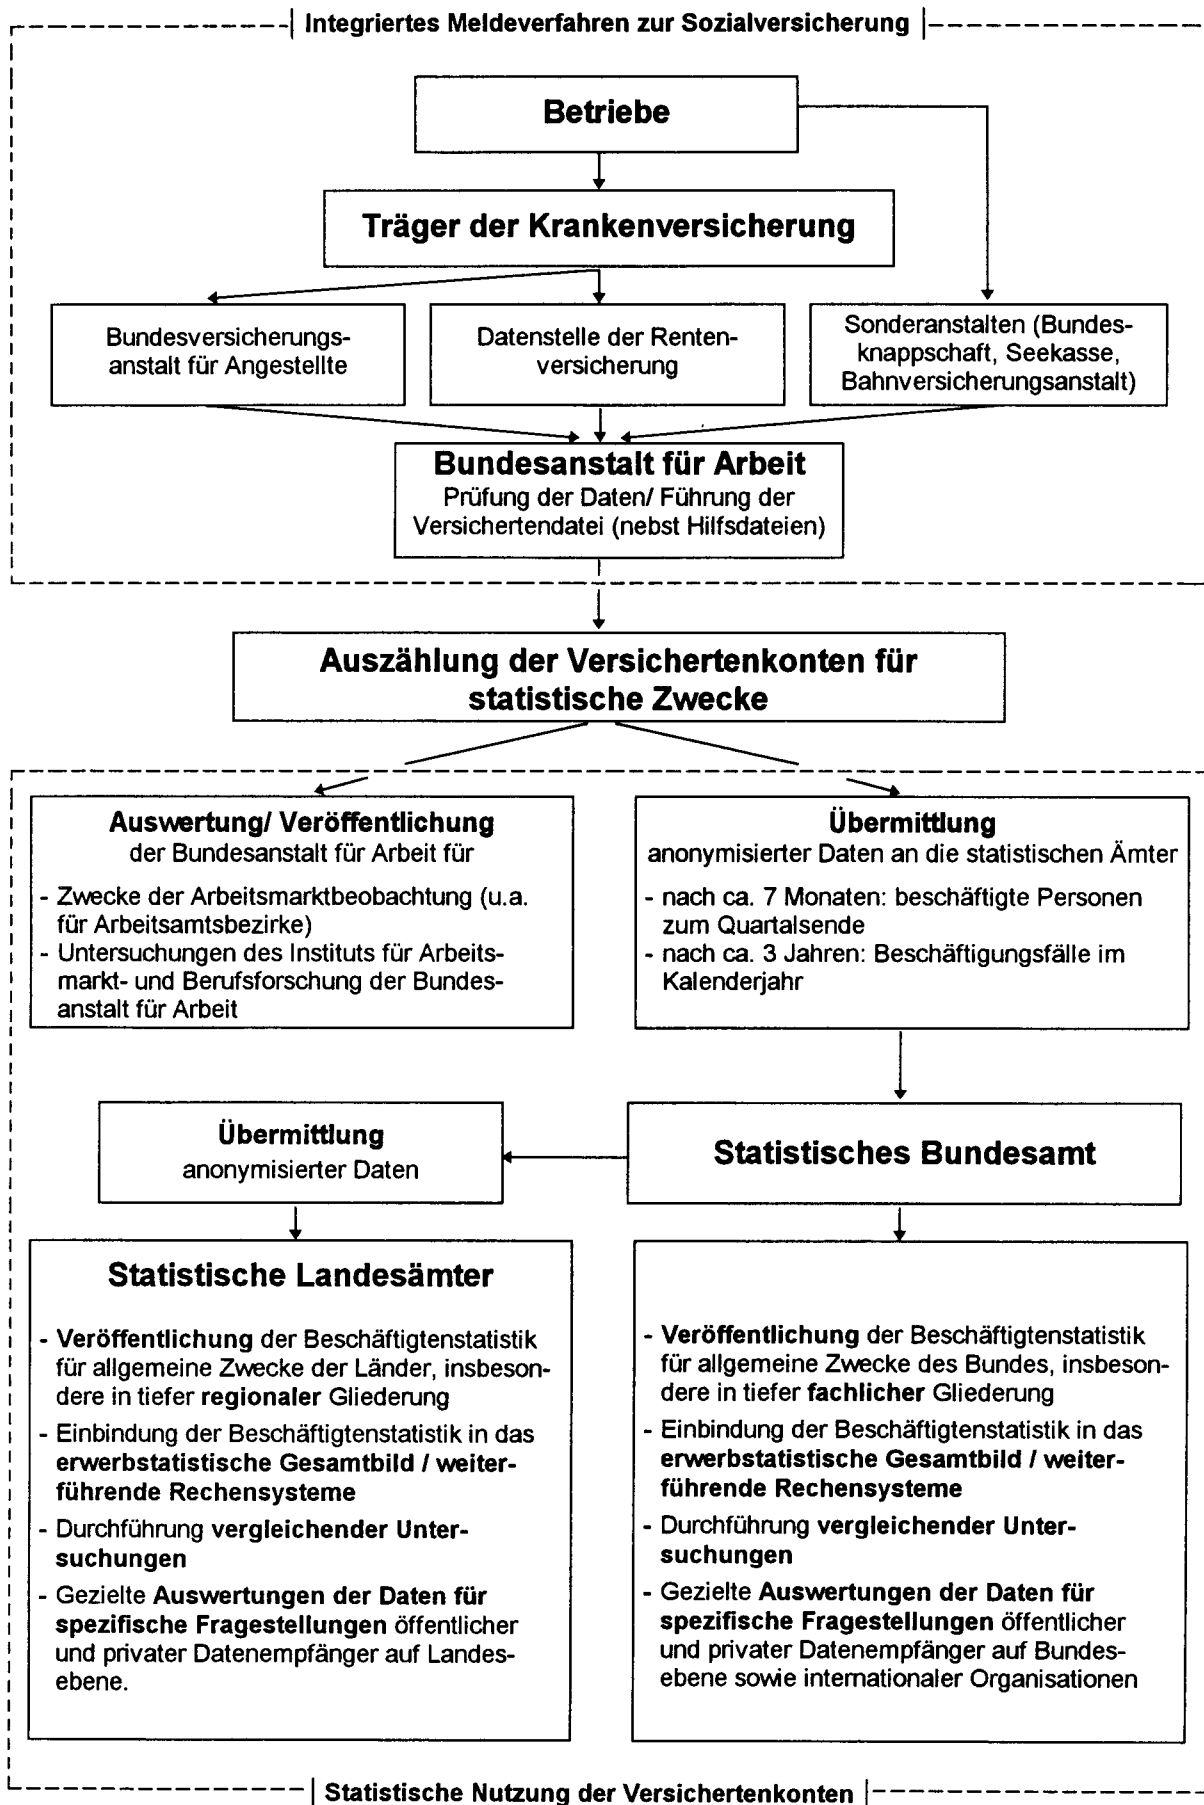 Integriertes Meldeverfahren zur Sozialversicherung
Betriebe
Träger der Krankenversicherung
Bundesversicherungs-
anstalt für Angestellte
Datenstelle der Renten-
versicherung
Sonderanstalten (Bundes-
knappschaft, Seekasse,
Bahnversicherungsanstalt)
Bundesanstalt für Arbeit
Prüfung der Daten/ Führung der
Versichertendatei (nebst Hilfsdateien)
Auszählung der Versichertenkonten für
statistische Zwecke
Auswertung/ Veröffentlichung
der Bundesanstalt für Arbeit für
- Zwecke der Arbeitsmarktbeobachtung (u.a.
für Arbeitsamtsbezirke)
- Untersuchungen des Instituts für Arbeits-
markt- und Berufsforschung der Bundes-
anstalt für Arbeit
Übermittlung
anonymisierter Daten an die statistischen Ämter
- nach ca. 7 Monaten: beschäftigte Personen
zum Quartalsende
- nach ca. 3 Jahren: Beschäftigungsfälle im
Kalenderjahr
Übermittlung
anonymisierter Daten
Statistisches Bundesamt
Statistische Landesämter
- Veröffentlichung der Beschäftigtenstatistik
für allgemeine Zwecke der Länder, insbeson-
dere in tiefer regionaler Gliederung
- Einbindung der Beschäftigtenstatistik in das
erwerbstatistische Gesamtbild / weiter-
führende Rechensysteme
- Durchführung vergleichender Unter-
suchungen
- Gezielte Auswertungen der Daten für
spezifische Fragestellungen öffentlicher
und privater Datenempfänger auf Landes-
ebene.
- Veröffentlichung der Beschäftigtenstatistik
für allgemeine Zwecke des Bundes, insbeson-
dere in tiefer fachlicher Gliederung
- Einbindung der Beschäftigtenstatistik in das
erwerbstatistische Gesamtbild / weiter-
führende Rechensysteme
- Durchführung vergleichender Unter-
suchungen
- Gezielte Auswertungen der Daten für
spezifische Fragestellungen öffentlicher
und privater Datenempfänger auf Bundes-
ebene sowie internationaler Organisationen
Statistische Nutzung der Versichertenkonten